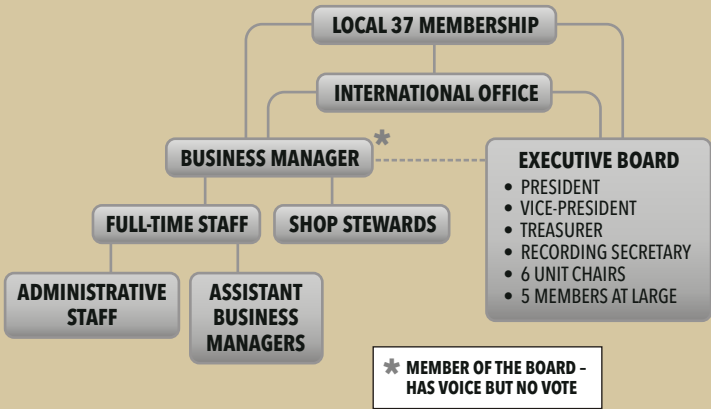 LOCAL 37 MEMBERSHIP
INTERNATIONAL OFFICE
BUSINESS MANAGER
*
EXECUTIVE BOARD
• PRESIDENT
• VICE-PRESIDENT
• TREASURER
• RECORDING SECRETARY
• 6 UNIT CHAIRS
• 5 MEMBERS AT LARGE
FULL-TIME STAFF
SHOP STEWARDS
ADMINISTRATIVE
STAFF
ASSISTANT
BUSINESS
MANAGERS
* MEMBER OF THE BOARD –
HAS VOICE BUT NO VOTE